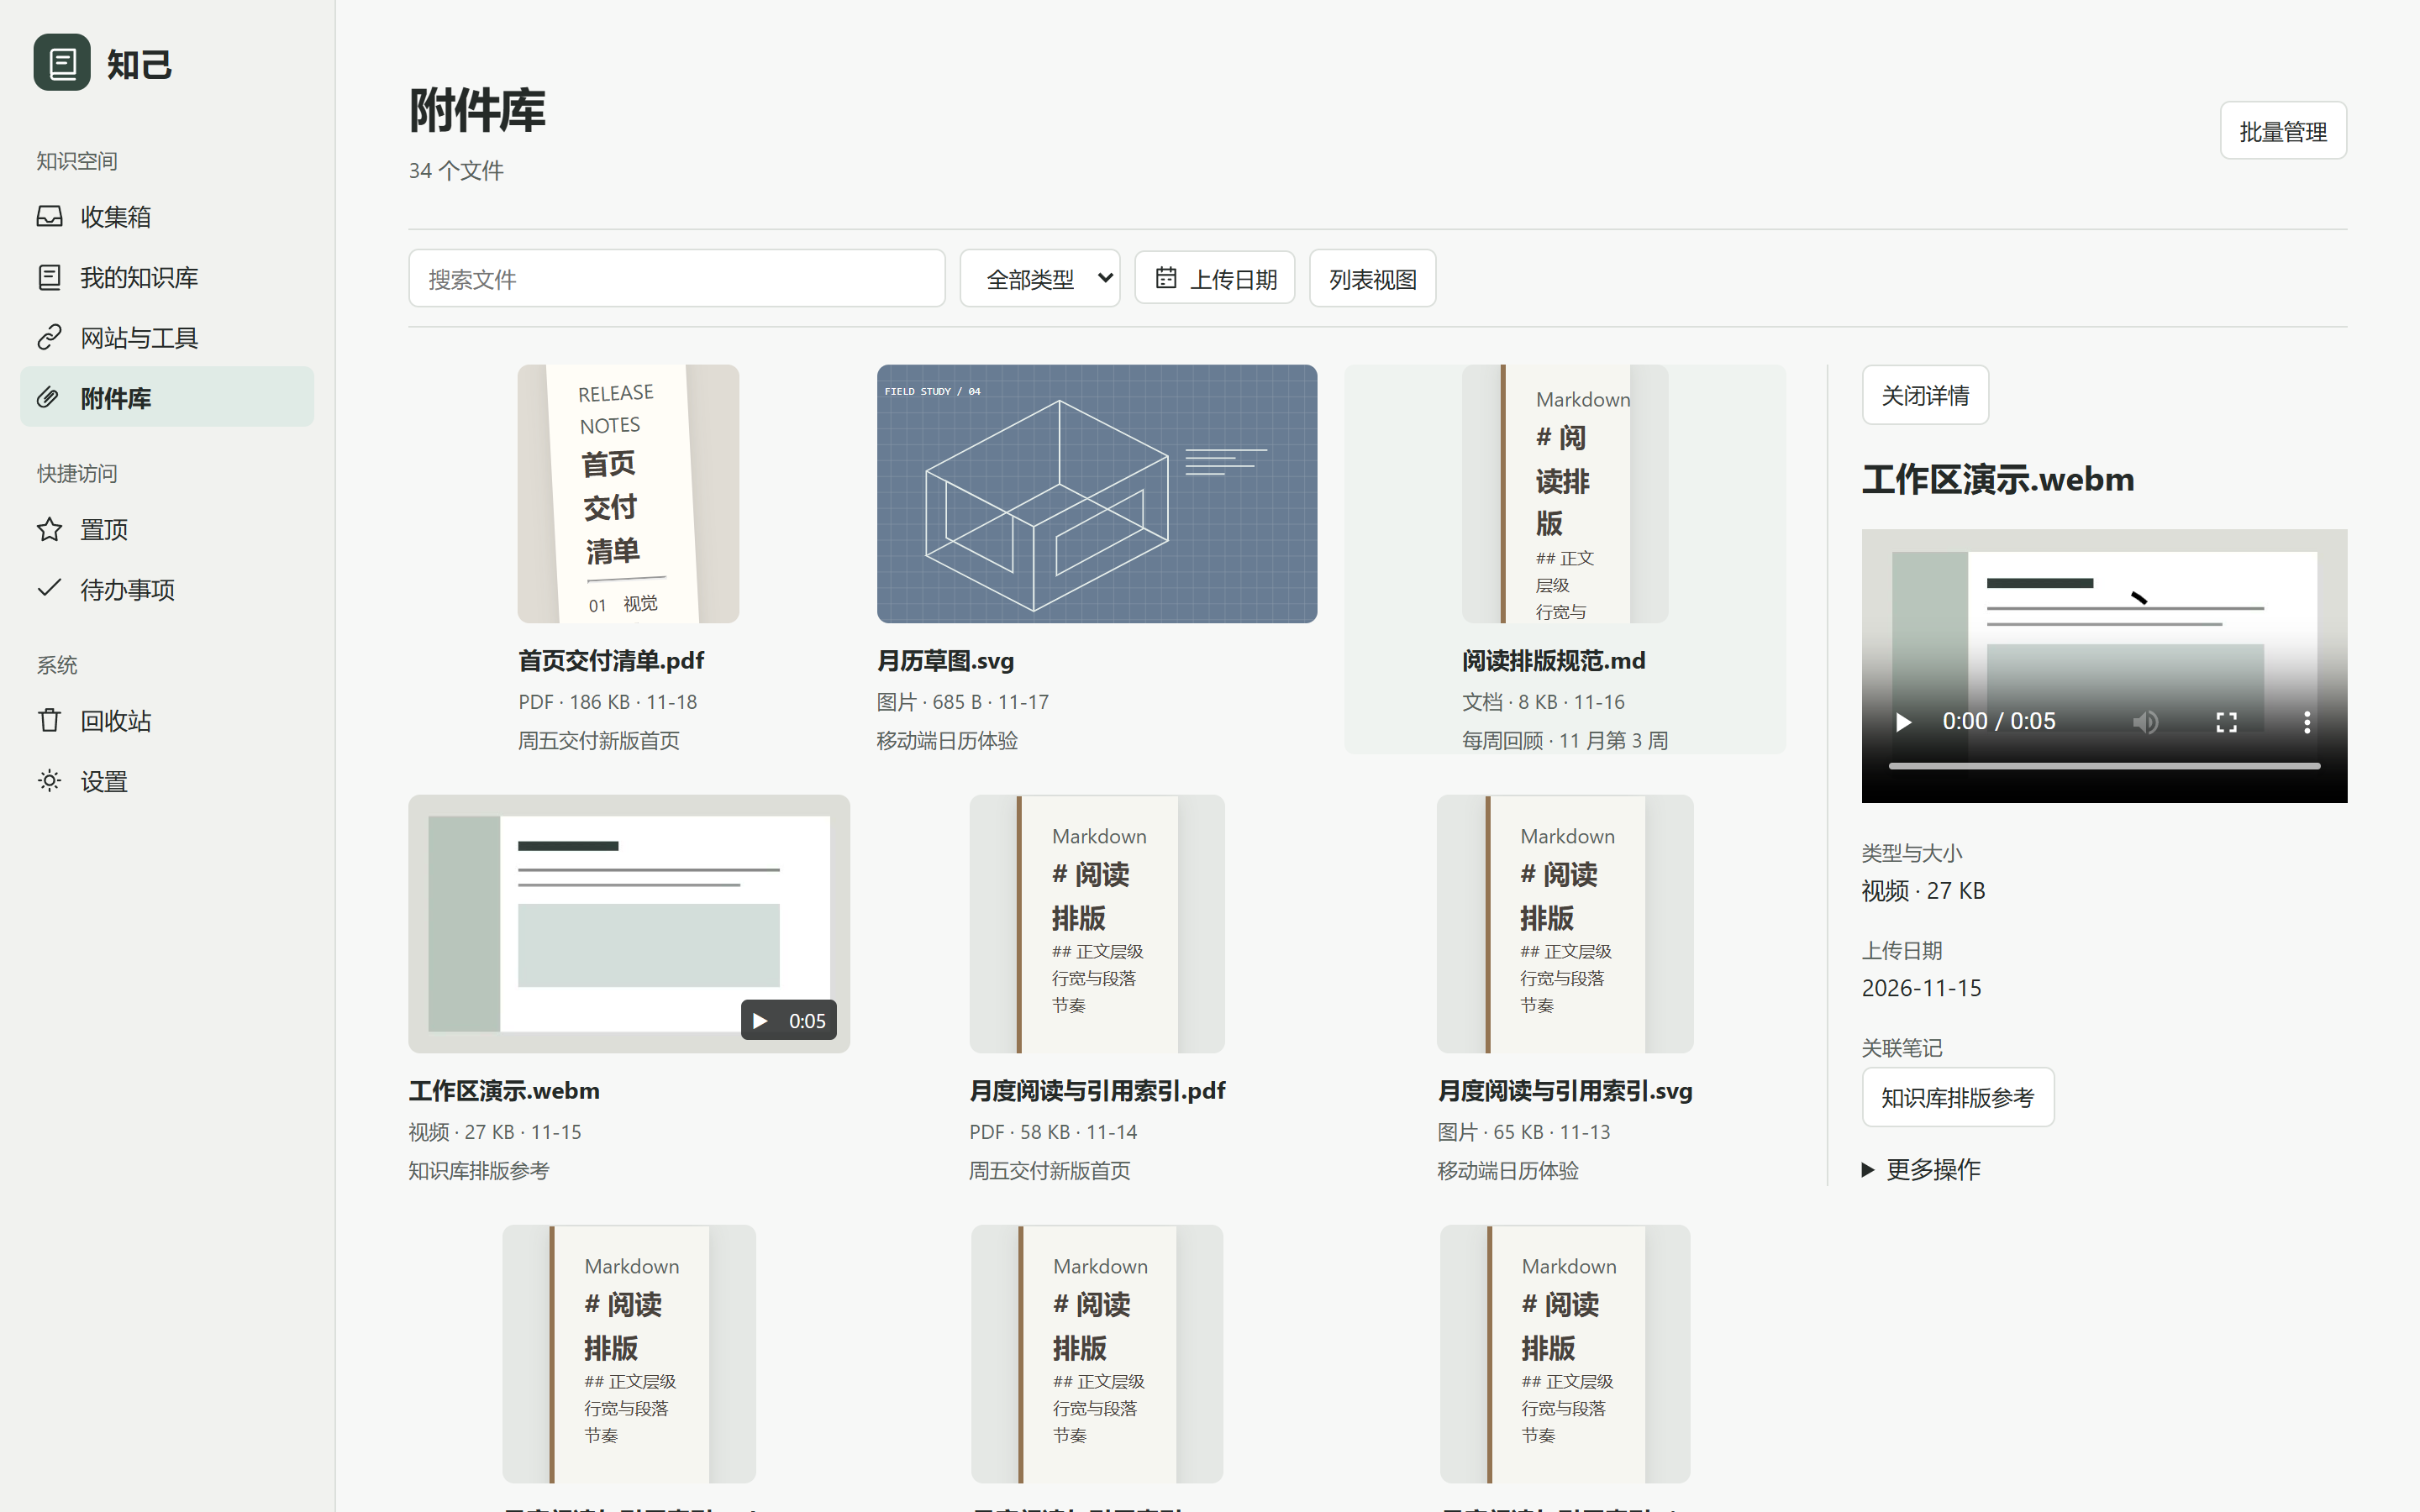 知己
知识空间
收集箱
我的知识库
网站与工具
附件库
快捷访问
置顶
待办事项
系统
回收站
设置
附件库
34 个文件
批量管理
搜索文件
全部类型
上传日期
列表视图
RELEASE
NOTES
首页
交付
清单
01 视觉
首页交付清单.pdf
PDF · 186 KB · 11-18
周五交付新版首页
FIELD STUDY / 04
月历草图.svg
图片 · 685 B · 11-17
移动端日历体验
Markdown
# 阅
读排
版
## 正文
层级
行宽与
阅读排版规范.md
文档 · 8 KB · 11-16
每周回顾 · 11 月第 3 周
0:05
工作区演示.webm
视频 · 27 KB · 11-15
知识库排版参考
Markdown
# 阅读
排版
## 正文层级
行宽与段落
节奏
月度阅读与引用索引.pdf
PDF · 58 KB · 11-14
周五交付新版首页
Markdown
# 阅读
排版
## 正文层级
行宽与段落
节奏
月度阅读与引用索引.svg
图片 · 65 KB · 11-13
移动端日历体验
Markdown
# 阅读
排版
## 正文层级
行宽与段落
节奏
Markdown
# 阅读
排版
## 正文层级
行宽与段落
节奏
Markdown
# 阅读
排版
## 正文层级
行宽与段落
节奏
关闭详情
工作区演示.webm
0:00 / 0:05
类型与大小
视频 · 27 KB
上传日期
2026-11-15
关联笔记
知识库排版参考
更多操作